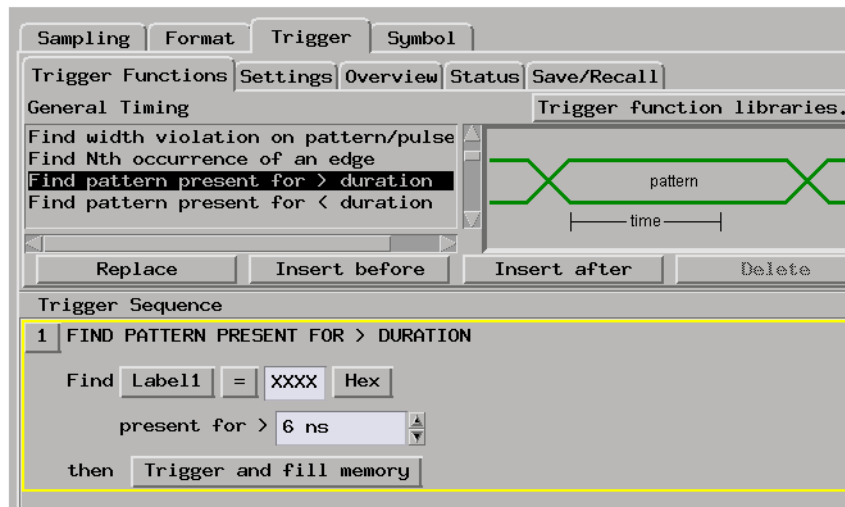 Sampling Format Trigger Symbol
Trigger Functions Settings Overview Status Save/Recall
General Timing Trigger function libraries.
Find width violation on pattern/pulse
Find Nth occurrence of an edge
Find pattern present for > duration
Find pattern present for < duration
pattern
time
Replace Insert before Insert after Delete
Trigger Sequence
1 FIND PATTERN PRESENT FOR > DURATION
Find Label1 = XXXX Hex
present for > 6 ns
then Trigger and fill memory